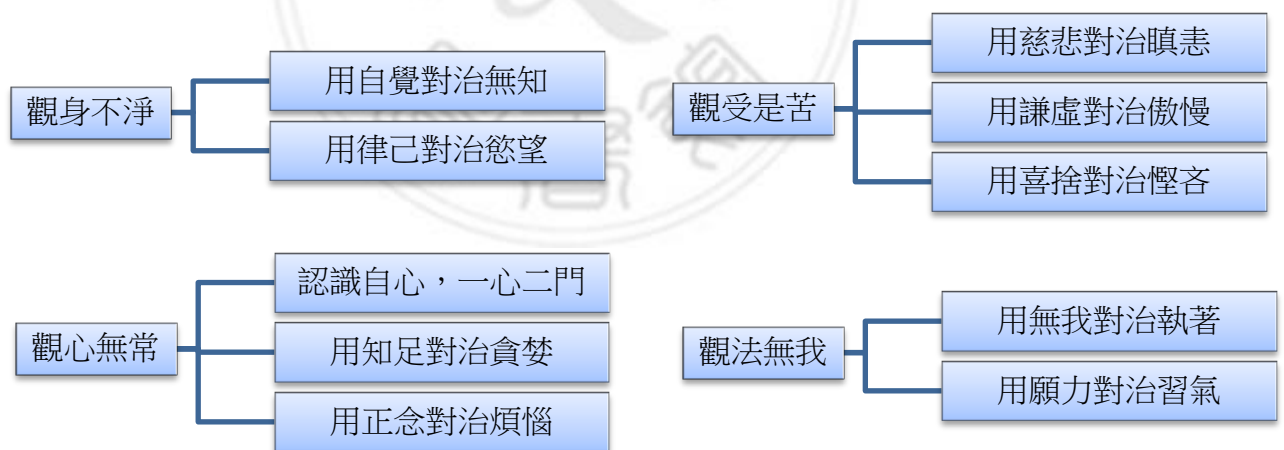 觀身不淨
用自覺對治無知
用律己對治慾望
觀受是苦
用慈悲對治瞋恚
用謙虛對治傲慢
用喜捨對治慳吝
觀心無常
認識自心，一心二門
用知足對治貪婪
用正念對治煩惱
觀法無我
用無我對治執著
用願力對治習氣